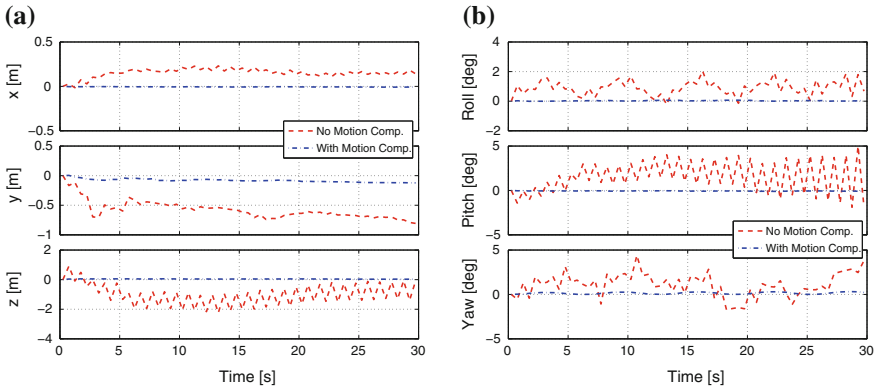 (a)
0.5
0
-0.5
x [m]
No Motion Comp.
With Motion Comp.
0
-0.5
-1
y [m]
2
0
-2
-4
z [m]
0 5 10 15 20 25 30
Time [s]
(b)
4
2
0
-2
Roll [deg]
5
0
-5
Pitch [deg]
No Motion Comp.
With Motion Comp.
5
0
-5
Yaw [deg]
0 5 10 15 20 25 30
Time [s]